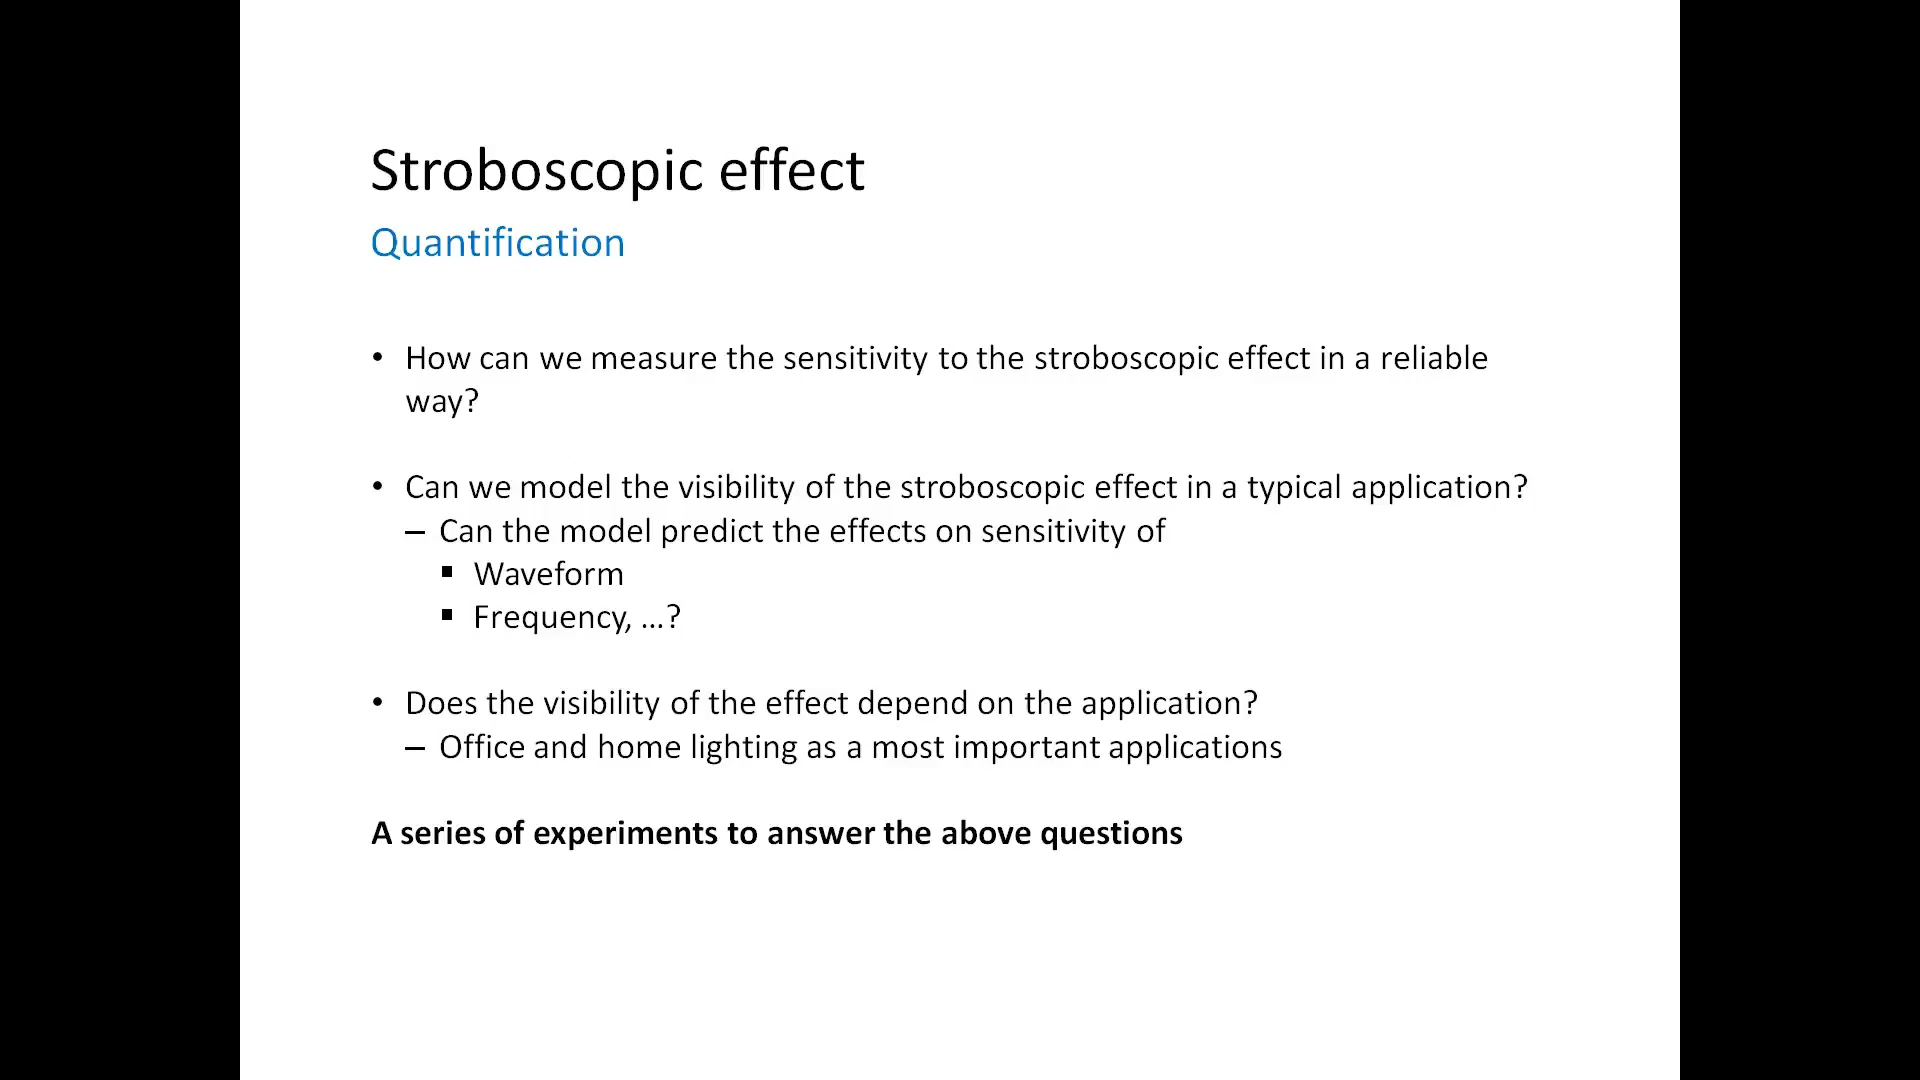 Stroboscopic effect
Quantification
• How can we measure the sensitivity to the stroboscopic effect in a reliable
way?
• Can we model the visibility of the stroboscopic effect in a typical application?
– Can the model predict the effects on sensitivity of
▪ Waveform
▪ Frequency, ...?
• Does the visibility of the effect depend on the application?
– Office and home lighting as a most important applications
A series of experiments to answer the above questions